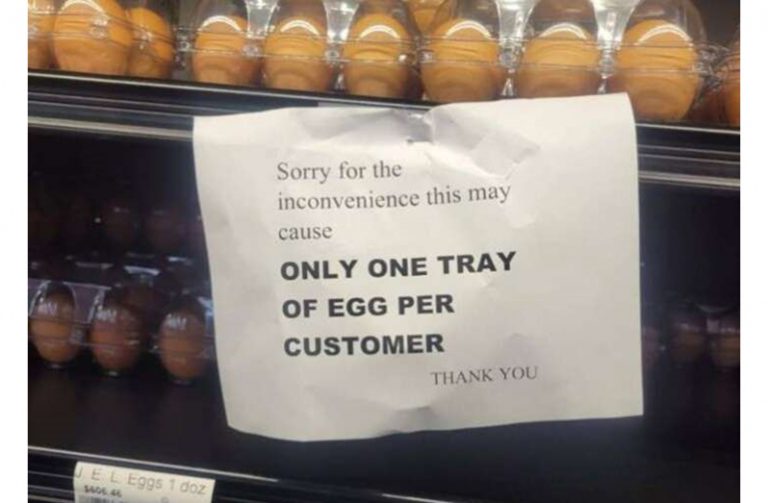 Sorry for the
inconvenience this may
cause
ONLY ONE TRAY
OF EGG PER
CUSTOMER
THANK YOU
J E L Eggs 1 doz